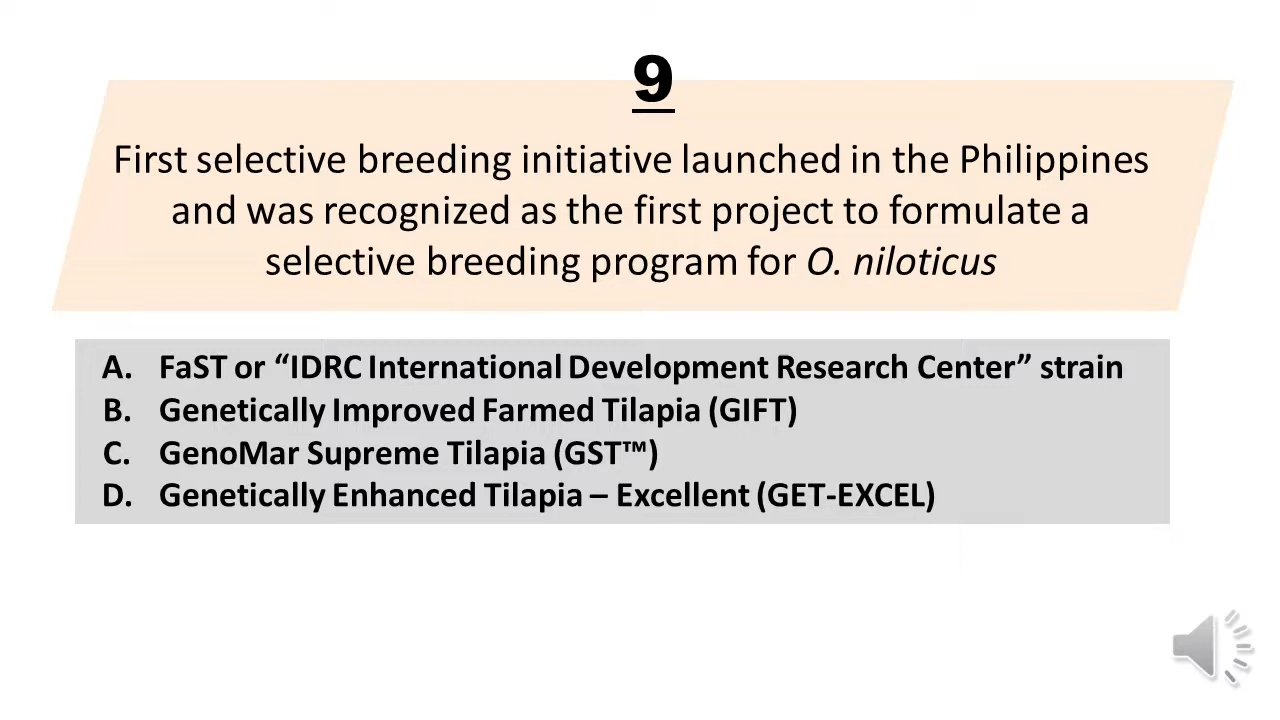 9
First selective breeding initiative launched in the Philippines
and was recognized as the first project to formulate a
selective breeding program for O. niloticus
A. FaST or “IDRC International Development Research Center” strain
B. Genetically Improved Farmed Tilapia (GIFT)
C. GenoMar Supreme Tilapia (GST™)
D. Genetically Enhanced Tilapia – Excellent (GET-EXCEL)